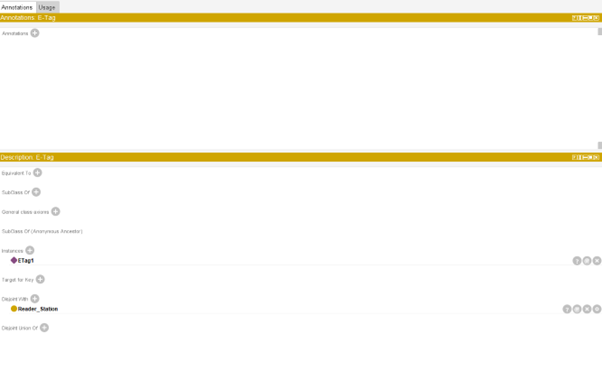 Annotations Usage
Annotations: E-Tag
Annotations
Description: E-Tag
Equivalent To
SubClass Of
General class axioms
SubClass Of (Anonymous Ancestor)
Instances
ETag1
Target for Key
Disjoint With
Reader_Station
Disjoint Union Of